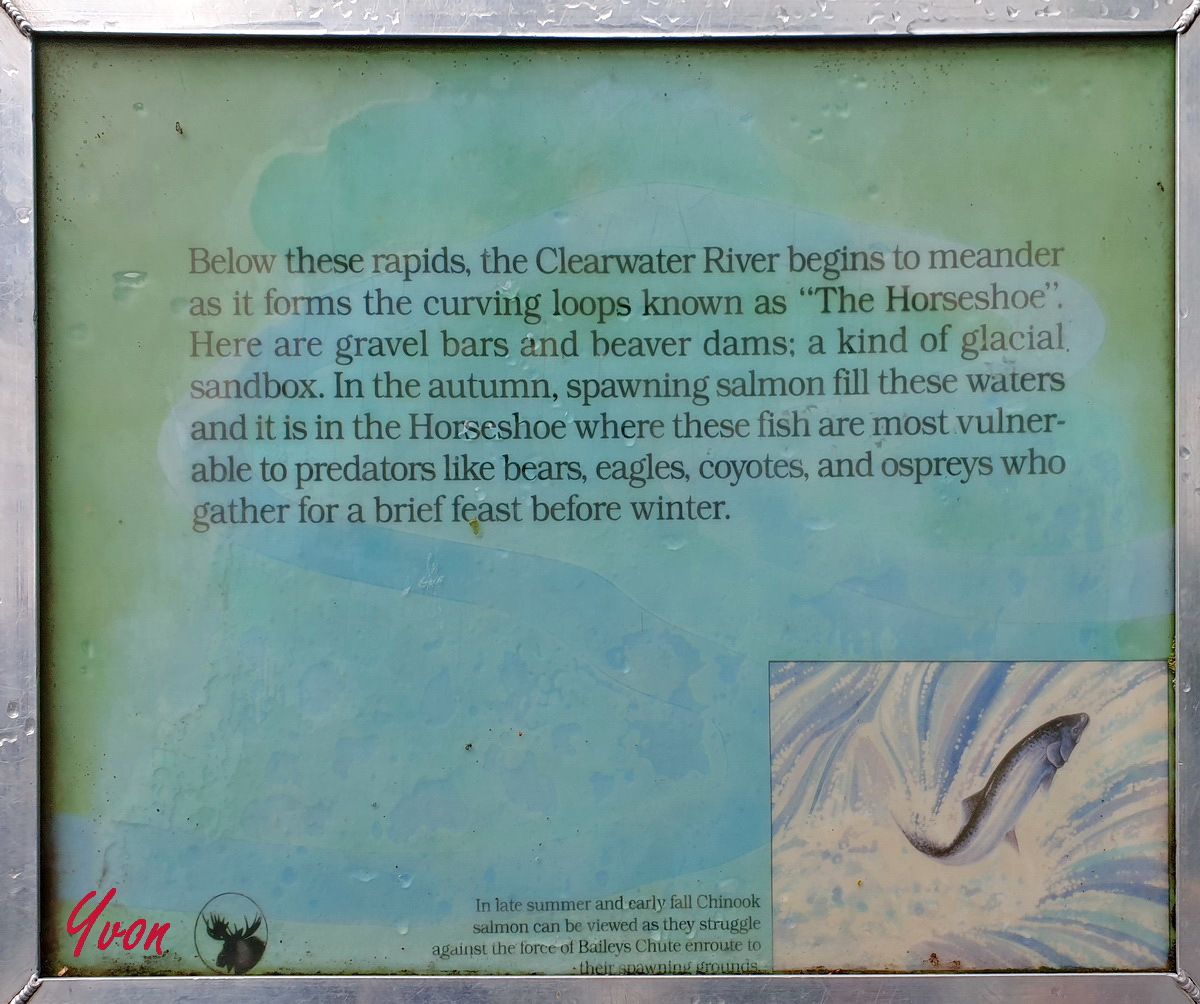 Below these rapids, the Clearwater River begins to meander
as it forms the curving loops known as “The Horseshoe”.
Here are gravel bars and beaver dams; a kind of glacial
sandbox. In the autumn, spawning salmon fill these waters
and it is in the Horseshoe where these fish are most vulner-
able to predators like bears, eagles, coyotes, and ospreys who
gather for a brief feast before winter.
In late summer and early fall Chinook
salmon can be viewed as they struggle
against the force of Baileys Chute enroute to
their spawning grounds.
Yvon